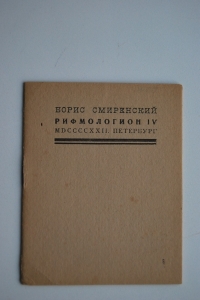 БОРИС СМИРЕНСКИЙ
РИФМОЛОГИОН IV
MDCCCCXXII ПЕТЕРБУРГ